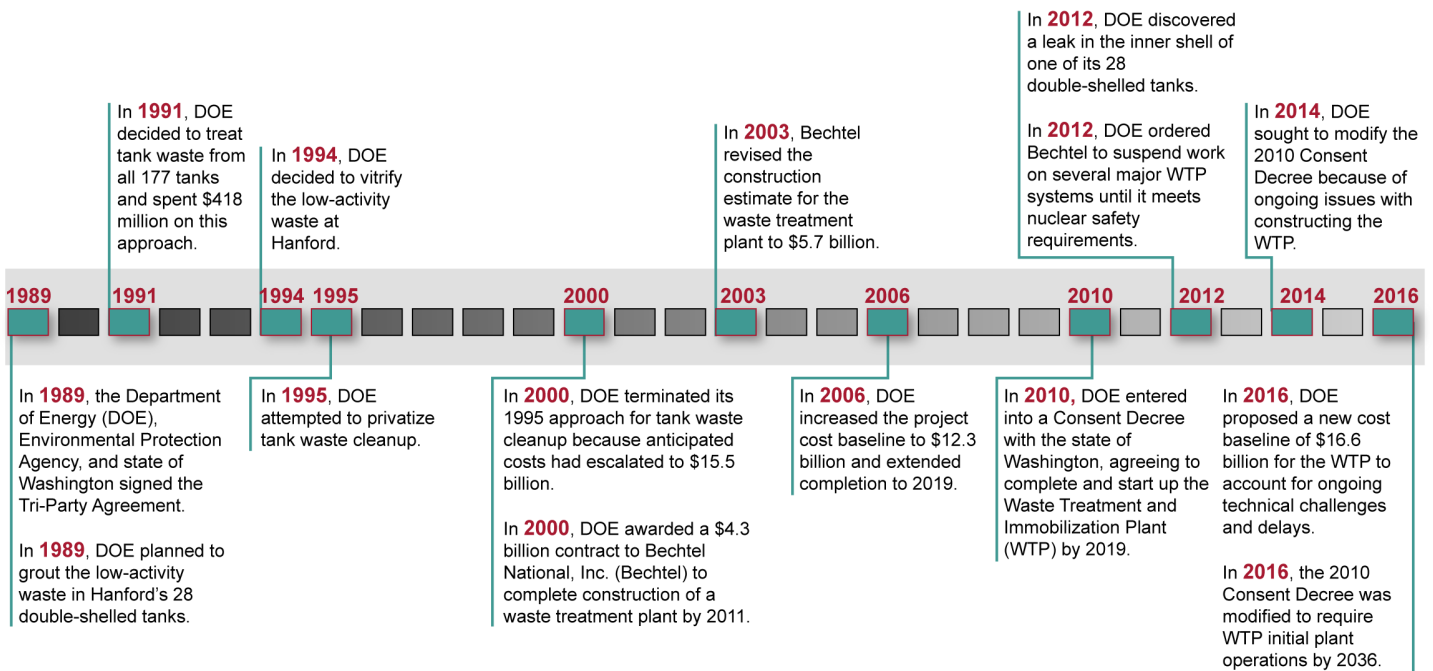 In 2012, DOE discovered
a leak in the inner shell of
one of its 28
double-shelled tanks.
In 2012, DOE ordered
Bechtel to suspend work
on several major WTP
systems until it meets
nuclear safety
requirements.
In 1991, DOE
decided to treat
tank waste from
all 177 tanks
and spent $418
million on this
approach.
In 1994, DOE
decided to vitrify
the low-activity
waste at
Hanford.
In 2003, Bechtel
revised the
construction
estimate for the
waste treatment
plant to $5.7 billion.
In 2014, DOE
sought to modify the
2010 Consent
Decree because of
ongoing issues with
constructing the
WTP.
1989 1991 1994 1995 2000 2003 2006 2010 2012 2014 2016
In 1989, the Department
of Energy (DOE),
Environmental Protection
Agency, and state of
Washington signed the
Tri-Party Agreement.
In 1989, DOE planned to
grout the low-activity
waste in Hanford's 28
double-shelled tanks.
In 1995, DOE
attempted to privatize
tank waste cleanup.
In 2000, DOE terminated its
1995 approach for tank waste
cleanup because anticipated
costs had escalated to $15.5
billion.
In 2000, DOE awarded a $4.3
billion contract to Bechtel
National, Inc. (Bechtel) to
complete construction of a
waste treatment plant by 2011.
In 2006, DOE
increased the project
cost baseline to $12.3
billion and extended
completion to 2019.
In 2010, DOE entered
into a Consent Decree
with the state of
Washington, agreeing to
complete and start up the
Waste Treatment and
Immobilization Plant
(WTP) by 2019.
In 2016, DOE
proposed a new cost
baseline of $16.6
billion for the WTP to
account for ongoing
technical challenges
and delays.
In 2016, the 2010
Consent Decree was
modified to require
WTP initial plant
operations by 2036.